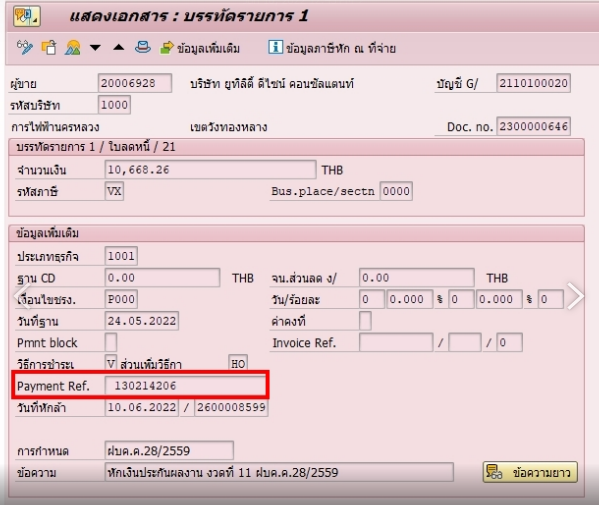 แสดงเอกสาร : บรรทัดรายการ 1
ข้อมูลเพิ่มเติม ข้อมูลภาษีหัก ณ ที่จ่าย
ผู้ขาย 20006928 บริษัท ยูทิลิตี้ ดีไซน์ คอนซัลแตนท์ บัญชี G/ 2110100020
รหัสบริษัท 1000
การไฟฟ้านครหลวง เขตวังทองหลาง Doc. no. 2300000646
บรรทัดรายการ 1 / ใบลดหนี้ / 21
จำนวนเงิน 10,668.26 THB
รหัสภาษี VX Bus.place/sectn 0000
ข้อมูลเพิ่มเติม
ประเภทธุรกิจ 1001
ฐาน CD 0.00 THB จน.ส่วนลด ง/ 0.00 THB
เงื่อนไขชรง. P000 วัน/ร้อยละ 0 0.000 % 0 0.000 % 0
วันที่ฐาน 24.05.2022 ค่าคงที่
Pmnt block Invoice Ref. / / 0
วิธีการชำระเ V ส่วนเพิ่มวิธีกา HO
Payment Ref. 130214206
วันที่หักล้า 10.06.2022 / 2600008599
การกำหนด ฝบค.ค.28/2559
ข้อความ หักเงินประกันผลงาน งวดที่ 11 ฝบค.ค.28/2559 ข้อความยาว